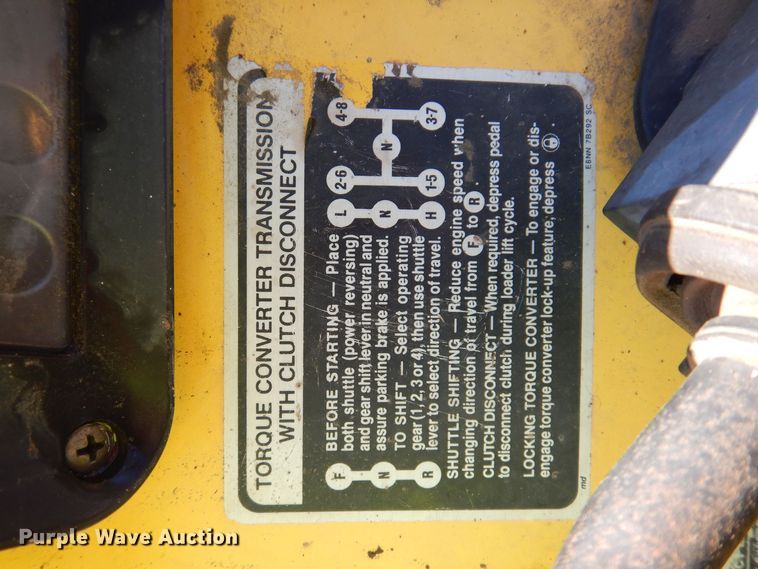 TORQUE CONVERTER TRANSMISSION
WITH CLUTCH DISCONNECT
F
N
R
BEFORE STARTING — Place
both shuttle (power reversing)
and gear shift lever in neutral and
assure parking brake is applied.
TO SHIFT — Select operating
gear (1, 2, 3 or 4), then use shuttle
lever to select direction of travel.
L
N
H
2-6
4-8
N
1-5
3-7
SHUTTLE SHIFTING — Reduce engine speed when
changing direction of travel from F to R.
CLUTCH DISCONNECT — When required, depress pedal
to disconnect clutch during loader lift cycle.
LOCKING TORQUE CONVERTER — To engage or dis-
engage torque converter lock-up feature, depress
md
E6NN 7B292 SC
Purple Wave Auction